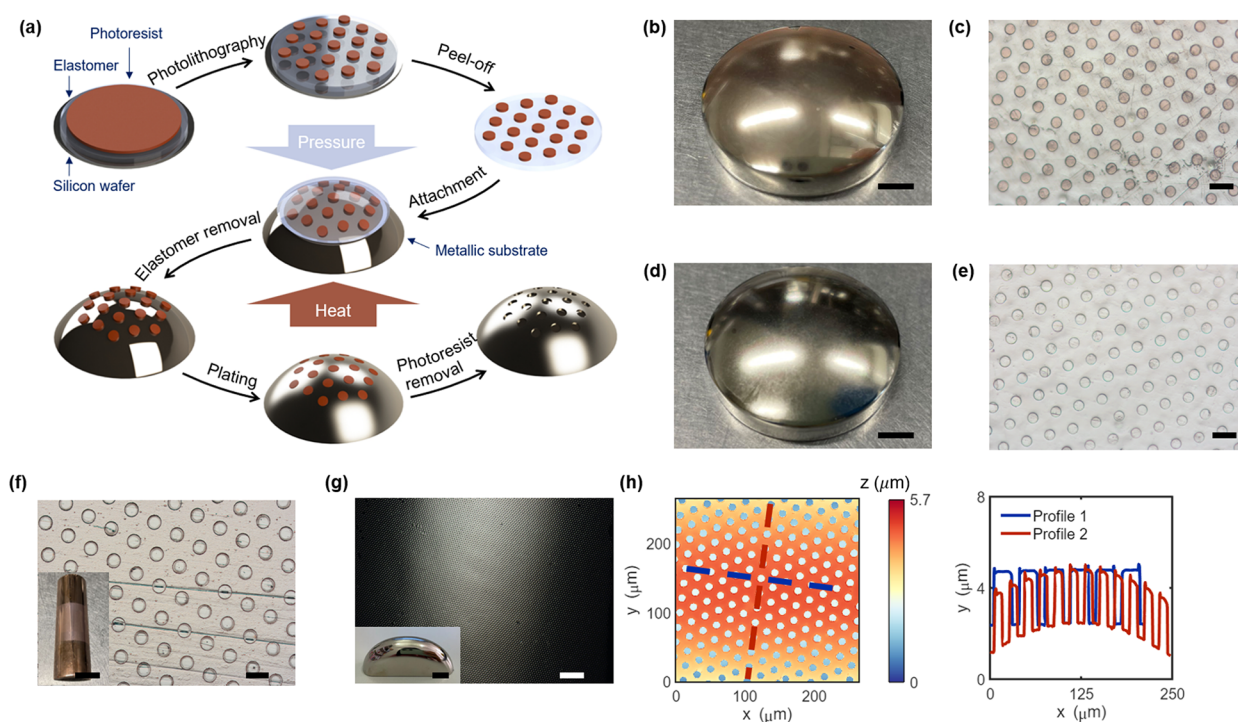 (a)
Photoresist
Elastomer
Silicon wafer
Photolithography
Peel-off
Pressure
Attachment
Metallic substrate
Elastomer removal
Heat
Plating
Photoresist
removal
(b)
(c)
(d)
(e)
(f)
(g)
(h)
z (μm)
5.7
0
y (μm)
200
100
0
0
100
200
x (μm)
Profile 1
Profile 2
y (μm)
8
4
0
0
125
250
x (μm)